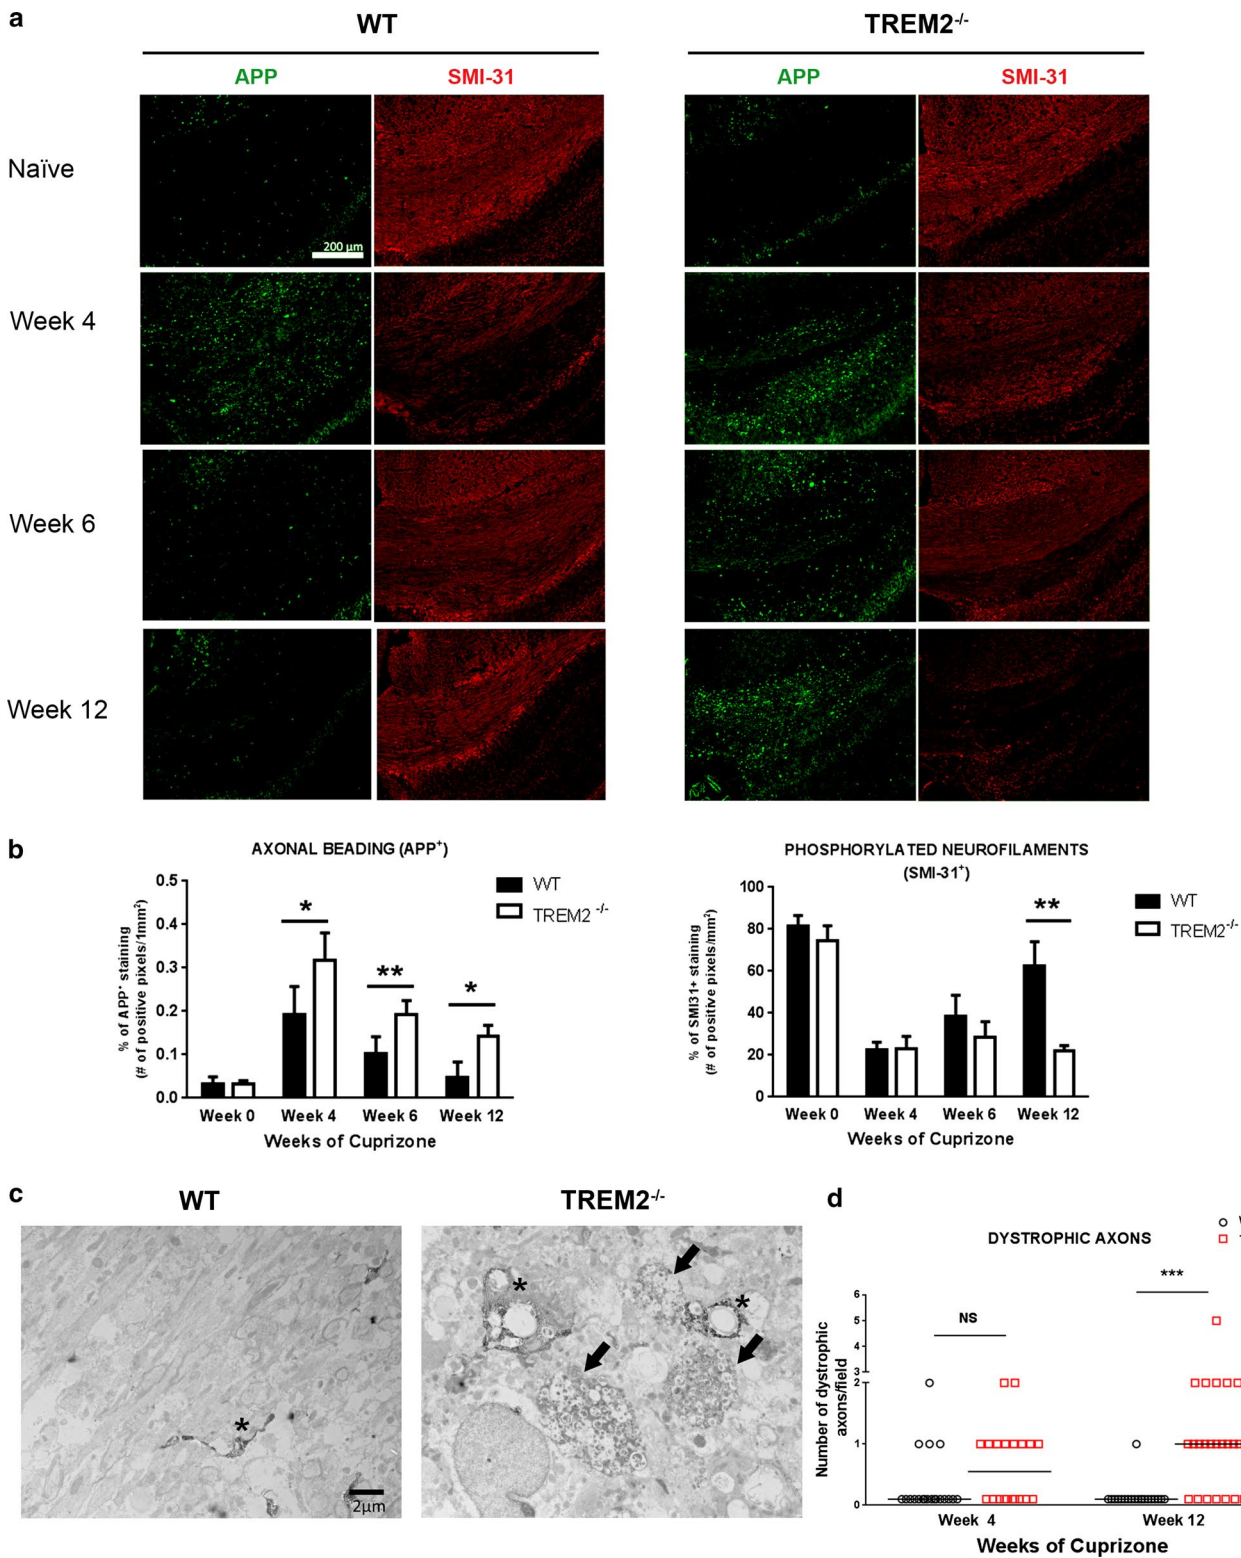 a
WT
TREM2-/-
APP
SMI-31
APP
SMI-31
Naïve
200 µm
Week 4
Week 6
Week 12
b
AXONAL BEADING (APP+)
WT
TREM2 -/-
% of APP+ staining
(# of positive pixels/1mm2)
0.5
0.4
0.3
0.2
0.1
0.0
*
**
*
Week 0
Week 4
Week 6
Week 12
Weeks of Cuprizone
PHOSPHORYLATED NEUROFILAMENTS
(SMI-31+)
WT
TREM2-/-
% of SMI31+ staining
(# of positive pixels/mm2)
100
80
60
40
20
0
**
Week 0
Week 4
Week 6
Week 12
Weeks of Cuprizone
c
WT
TREM2-/-
*
2µm
*
*
d
DYSTROPHIC AXONS
Number of dystrophic
axons/field
6
5
4
3
2
1
0
NS
***
Week 4
Week 12
Weeks of Cuprizone